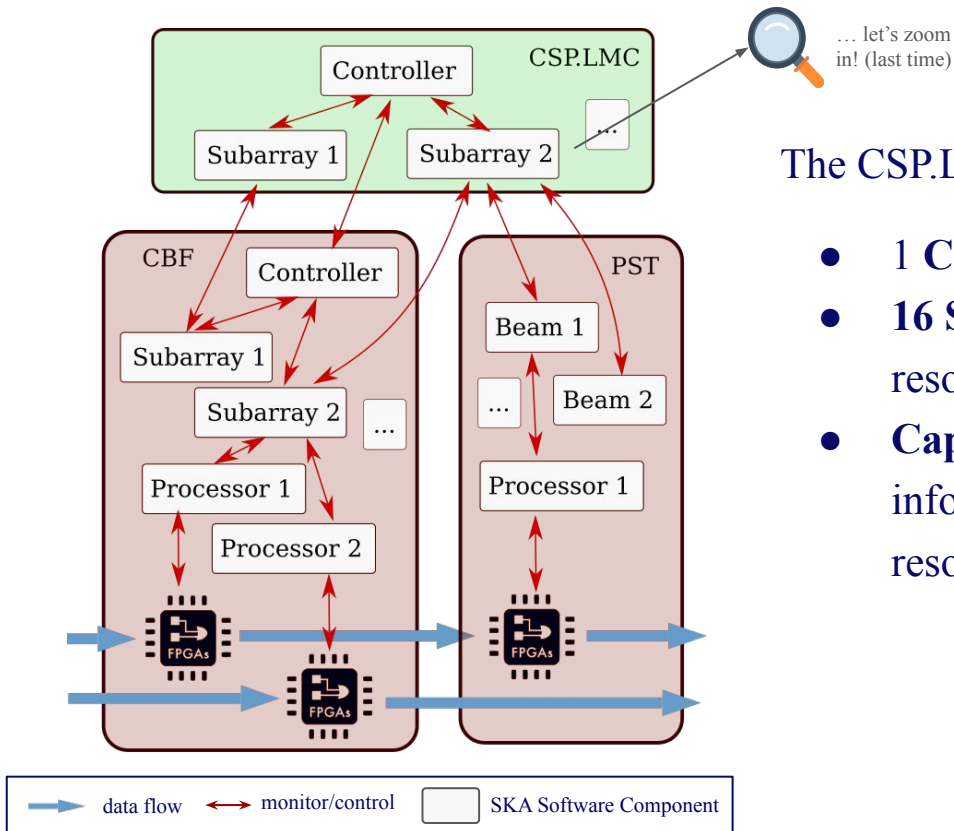 CSP.LMC
Controller
Subarray 1
Subarray 2
...
… let’s zoom
in! (last time)
CBF
Controller
Subarray 1
Subarray 2
...
Processor 1
Processor 2
FPGAs
FPGAs
PST
Beam 1
...
Beam 2
Processor 1
FPGAs
The CSP.L
● 1 C
● 16 S
reso
● Cap
info
reso
data flow
monitor/control
SKA Software Component